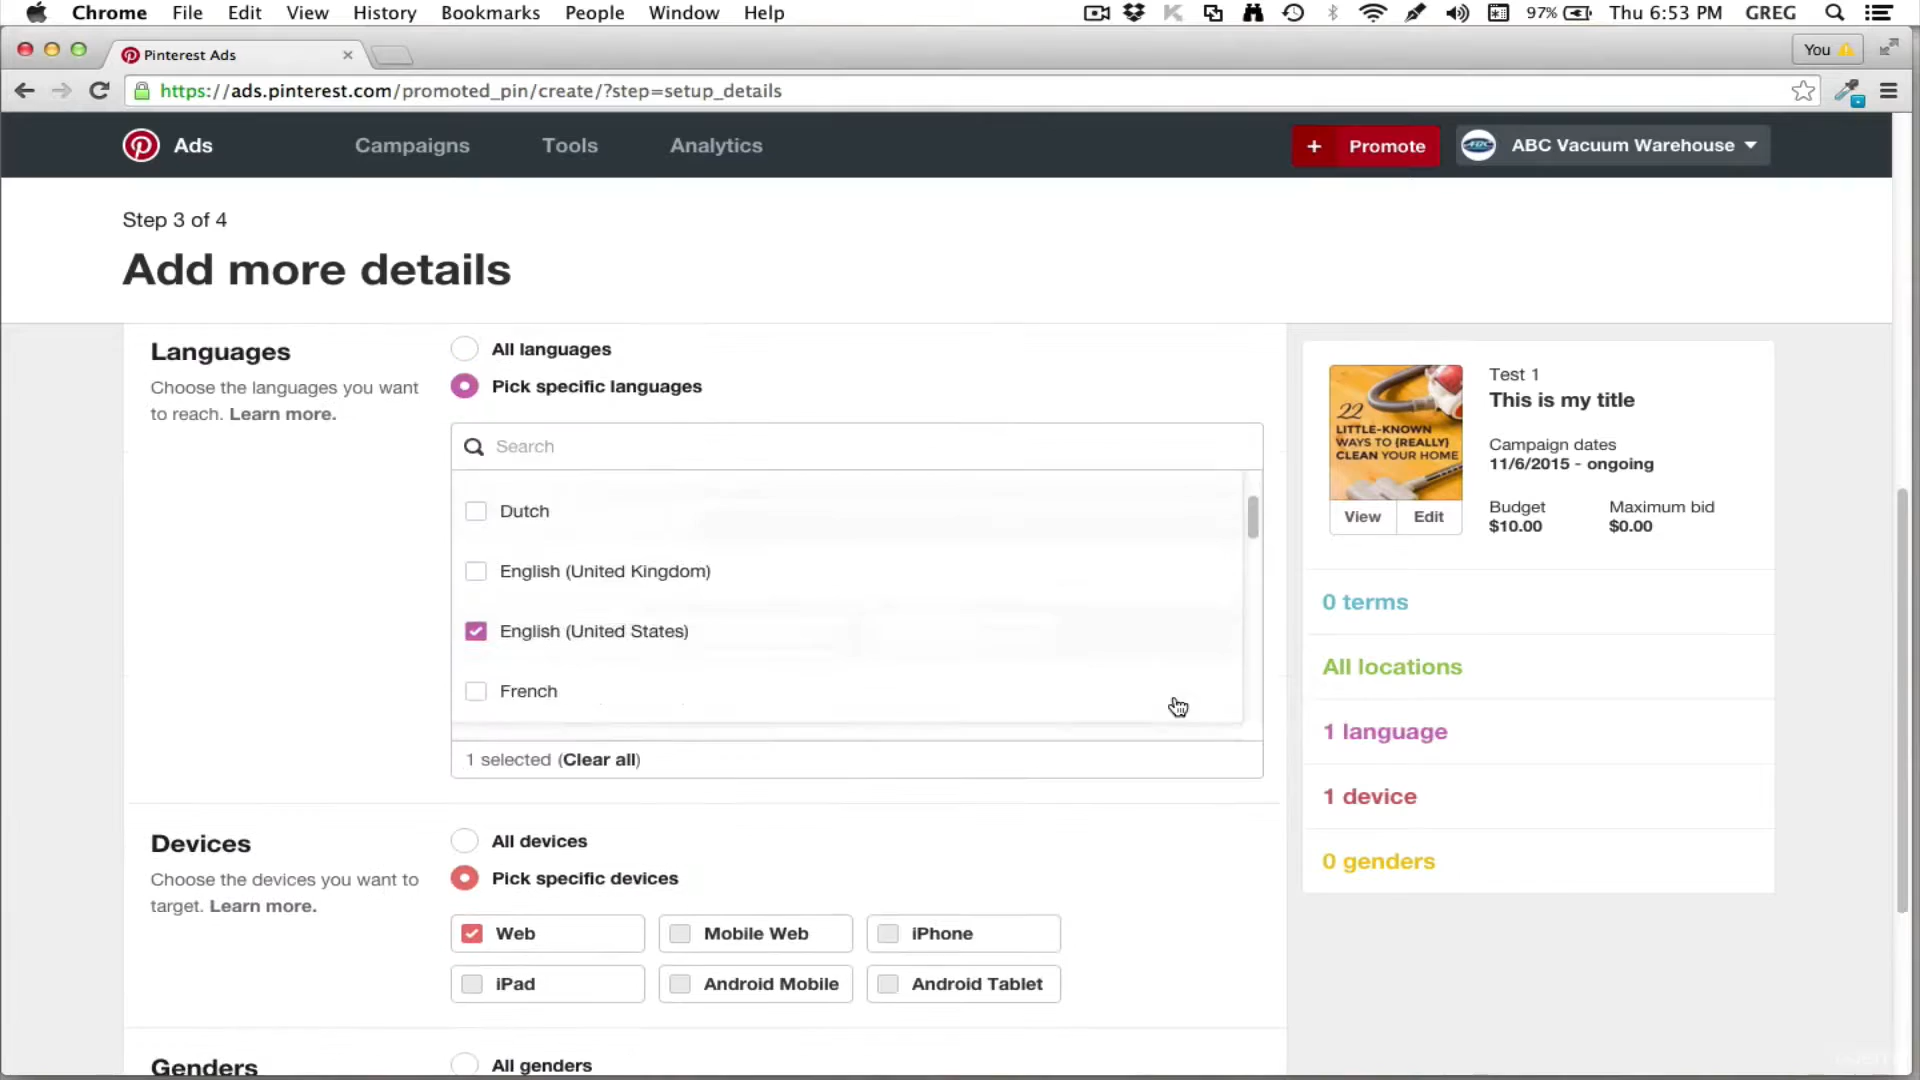 Chrome File Edit View History Bookmarks People Window Help 97% Thu 6:53 PM GREG
Pinterest Ads
You
https://ads.pinterest.com/promoted_pin/create/?step=setup_details
Ads Campaigns Tools Analytics + Promote ABC Vacuum Warehouse
Step 3 of 4
Add more details
Languages
Choose the languages you want
to reach. Learn more.
All languages
Pick specific languages
Search
Dutch
English (United Kingdom)
English (United States)
French
1 selected (Clear all)
Devices
Choose the devices you want to
target. Learn more.
All devices
Pick specific devices
Web Mobile Web iPhone
iPad Android Mobile Android Tablet
Genders
All genders
22
LITTLE-KNOWN
WAYS TO (REALLY)
CLEAN YOUR HOME
View Edit
Test 1
This is my title
Campaign dates
11/6/2015 - ongoing
Budget Maximum bid
$10.00 $0.00
0 terms
All locations
1 language
1 device
0 genders